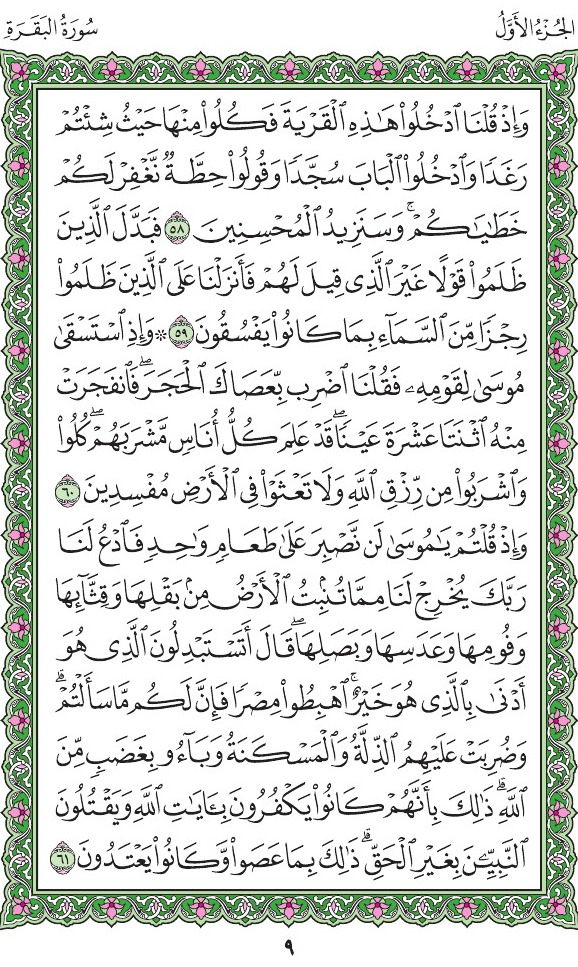 الجُزْءُ الأَوَّلُ
سُورَةُ البَقَرَةِ
وَإِذۡ قُلۡنَا ٱدۡخُلُواْ هَٰذِهِ ٱلۡقَرۡيَةَ فَكُلُواْ مِنۡهَا حَيۡثُ شِئۡتُمۡ
رَغَدٗا وَٱدۡخُلُواْ ٱلۡبَابَ سُجَّدٗا وَقُولُواْ حِطَّةٞ نَّغۡفِرۡ لَكُمۡ
خَطَٰيَٰكُمۡۚ وَسَنَزِيدُ ٱلۡمُحۡسِنِينَ ٥٨ فَبَدَّلَ ٱلَّذِينَ
ظَلَمُواْ قَوۡلًا غَيۡرَ ٱلَّذِي قِيلَ لَهُمۡ فَأَنزَلۡنَا عَلَى ٱلَّذِينَ ظَلَمُواْ
رِجۡزٗا مِّنَ ٱلسَّمَآءِ بِمَا كَانُواْ يَفۡسُقُونَ ٥٩ ۞ وَإِذِ ٱسۡتَسۡقَىٰ
مُوسَىٰ لِقَوۡمِهِۦ فَقُلۡنَا ٱضۡرِب بِّعَصَاكَ ٱلۡحَجَرَۖ فَٱنفَجَرَتۡ
مِنۡهُ ٱثۡنَتَا عَشۡرَةَ عَيۡنٗاۖ قَدۡ عَلِمَ كُلُّ أُنَاسٖ مَّشۡرَبَهُمۡۖ كُلُواْ
وَٱشۡرَبُواْ مِن رِّزۡقِ ٱللَّهِ وَلَا تَعۡثَوۡاْ فِي ٱلۡأَرۡضِ مُفۡسِدِينَ ٦٠
وَإِذۡ قُلۡتُمۡ يَٰمُوسَىٰ لَن نَّصۡبِرَ عَلَىٰ طَعَامٖ وَٰحِدٖ فَٱدۡعُ لَنَا
رَبَّكَ يُخۡرِجۡ لَنَا مِمَّا تُنۢبِتُ ٱلۡأَرۡضُ مِنۢ بَقۡلِهَا وَقِثَّآئِهَا
وَفُومِهَا وَعَدَسِهَا وَبَصَلِهَاۖ قَالَ أَتَسۡتَبۡدِلُونَ ٱلَّذِي هُوَ
أَدۡنَىٰ بِٱلَّذِي هُوَ خَيۡرٌۚ ٱهۡبِطُواْ مِصۡرٗا فَإِنَّ لَكُم مَّا سَأَلۡتُمۡۗ
وَضُرِبَتۡ عَلَيۡهِمُ ٱلذِّلَّةُ وَٱلۡمَسۡكَنَةُ وَبَآءُو بِغَضَبٖ مِّنَ
ٱللَّهِۗ ذَٰلِكَ بِأَنَّهُمۡ كَانُواْ يَكۡفُرُونَ بِـَٔايَٰتِ ٱللَّهِ وَيَقۡتُلُونَ
ٱلنَّبِيِّـۧنَ بِغَيۡرِ ٱلۡحَقِّۗ ذَٰلِكَ بِمَا عَصَواْ وَّكَانُواْ يَعۡتَدُونَ ٦١
٩